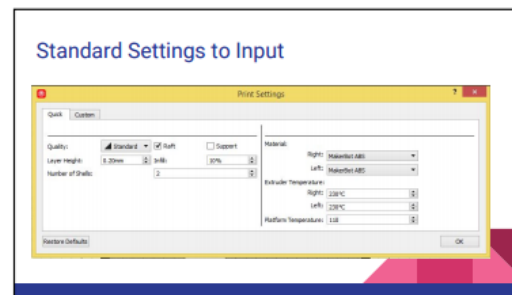 Standard Settings to Input
Print Settings
? ×
Quick Custom
Quality: Standard Raft Support
Layer Height: 0.20mm Infill: 10%
Number of Shells: 2
Material:
Right: MakerBot ABS
Left: MakerBot ABS
Extruder Temperature:
Right: 230°C
Left: 230°C
Platform Temperature: 110
Restore Defaults
OK